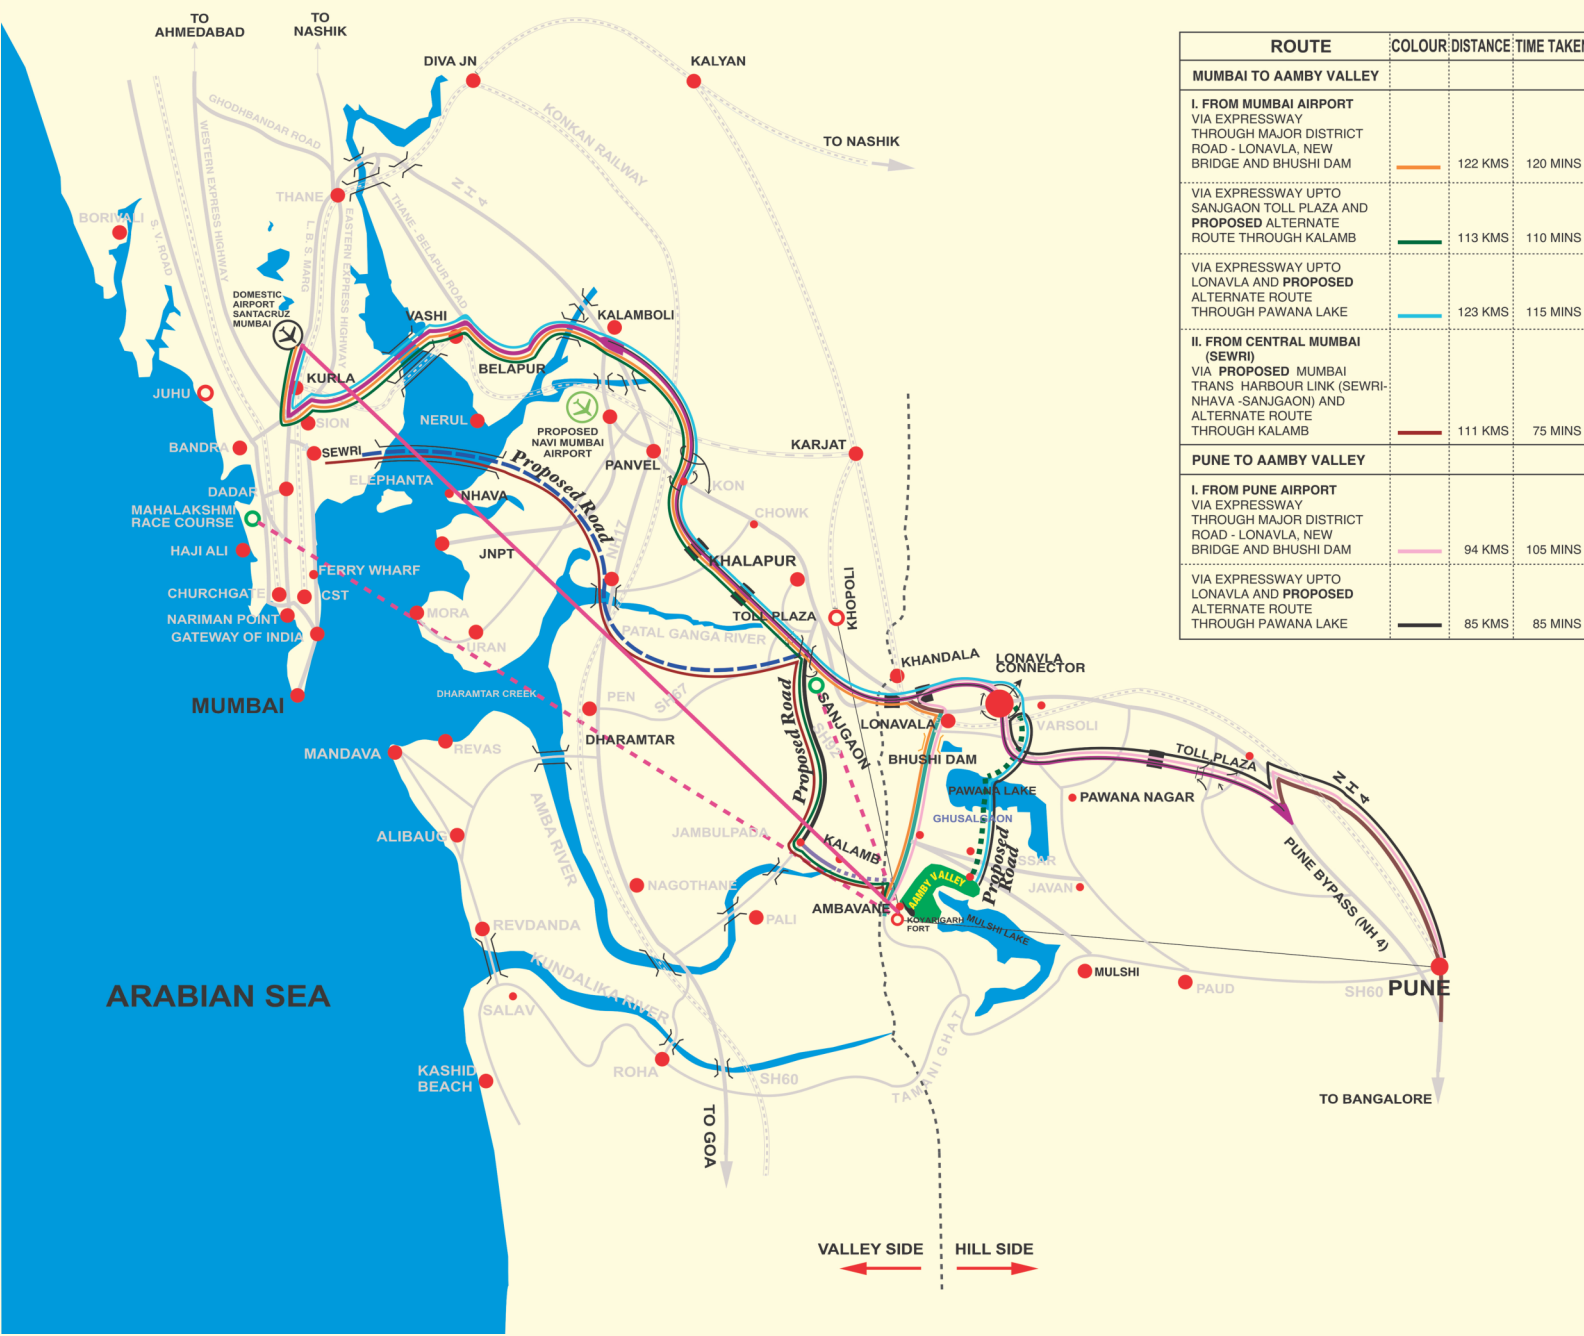 TO
AHMEDABAD
TO
NASHIK
DIVA JN
KALYAN
TO NASHIK
GHODHBANDAR ROAD
WESTERN EXPRESS HIGHWAY
S. V. ROAD
L. B. S. MARG
EASTERN EXPRESS HIGHWAY
THANE - BELAPUR ROAD
KONKAN RAILWAY
N H 4
THANE
BORIVALI
DOMESTIC
AIRPORT
SANTACRUZ
MUMBAI
VASHI
KALAMBOLI
BELAPUR
KURLA
JUHU
SION
NERUL
PROPOSED
NAVI MUMBAI
AIRPORT
PANVEL
KARJAT
BANDRA
SEWRI
ELEPHANTA
Proposed Road
NHAVA
KON
CHOWK
DADAR
MAHALAKSHMI
RACE COURSE
HAJI ALI
JNPT
NH17
KHALAPUR
FERRY WHARF
CHURCHGATE
CST
NARIMAN POINT
GATEWAY OF INDIA
MORA
URAN
PATAL GANGA RIVER
TOLL PLAZA
KHOPOLI
MUMBAI
DHARAMTAR CREEK
PEN
SH67
KHANDALA
LONAVLA
CONNECTOR
Proposed Road
SANJGAON
SH92
LONAVALA
VARSOLI
MANDAVA
REVAS
DHARAMTAR
BHUSHI DAM
TOLL PLAZA
N H 4
PAWANA LAKE
PAWANA NAGAR
GHUSALGAON
ALIBAUG
AMBA RIVER
JAMBULPADA
KALAMB
Proposed
Road
SSAR
JAVAN
PUNE BYPASS (NH 4)
NAGOTHANE
AMBAVANE
AAMBY VALLEY
KOYARIGARH
FORT
MULSHI LAKE
PALI
REVDANDA
MULSHI
PAUD
SH60
PUNE
KUNDALIKA RIVER
ARABIAN SEA
SALAV
ROHA
SH60
TAMANI GHAT
KASHID
BEACH
TO GOA
TO BANGALORE
VALLEY SIDE
HILL SIDE
ROUTE COLOUR DISTANCE TIME TAKEN
MUMBAI TO AAMBY VALLEY
I. FROM MUMBAI AIRPORT
VIA EXPRESSWAY
THROUGH MAJOR DISTRICT
ROAD - LONAVLA, NEW
BRIDGE AND BHUSHI DAM 122 KMS 120 MINS
VIA EXPRESSWAY UPTO
SANJGAON TOLL PLAZA AND
PROPOSED ALTERNATE
ROUTE THROUGH KALAMB 113 KMS 110 MINS
VIA EXPRESSWAY UPTO
LONAVLA AND PROPOSED
ALTERNATE ROUTE
THROUGH PAWANA LAKE 123 KMS 115 MINS
II. FROM CENTRAL MUMBAI
(SEWRI)
VIA PROPOSED MUMBAI
TRANS HARBOUR LINK (SEWRI-
NHAVA -SANJGAON) AND
ALTERNATE ROUTE
THROUGH KALAMB 111 KMS 75 MINS
PUNE TO AAMBY VALLEY
I. FROM PUNE AIRPORT
VIA EXPRESSWAY
THROUGH MAJOR DISTRICT
ROAD - LONAVLA, NEW
BRIDGE AND BHUSHI DAM 94 KMS 105 MINS
VIA EXPRESSWAY UPTO
LONAVLA AND PROPOSED
ALTERNATE ROUTE
THROUGH PAWANA LAKE 85 KMS 85 MINS